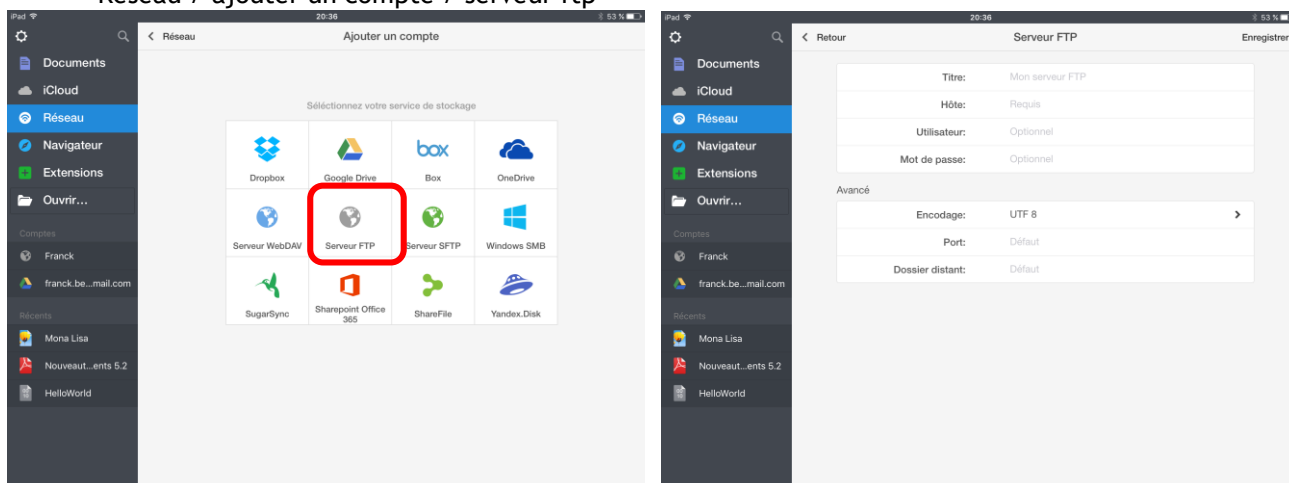 Réseau / ajouter un compte / serveur ftp
iPad 20:36 53 %
Réseau Ajouter un compte
Documents
iCloud
Réseau
Navigateur
Extensions
Ouvrir...
Comptes
Franck
franck.be...mail.com
Récents
Mona Lisa
Nouveaut...ents 5.2
HelloWorld
Séléctionnez votre service de stockage
box
Dropbox Google Drive Box OneDrive
Serveur WebDAV Serveur FTP Serveur SFTP Windows SMB
SugarSync Sharepoint Office 365 ShareFile Yandex.Disk
iPad 20:36 53 %
Retour Serveur FTP Enregistrer
Documents
iCloud
Réseau
Navigateur
Extensions
Ouvrir...
Comptes
Franck
franck.be...mail.com
Récents
Mona Lisa
Nouveaut...ents 5.2
HelloWorld
Titre: Mon serveur FTP
Hôte: Requis
Utilisateur: Optionnel
Mot de passe: Optionnel
Avancé
Encodage: UTF 8
Port: Défaut
Dossier distant: Défaut